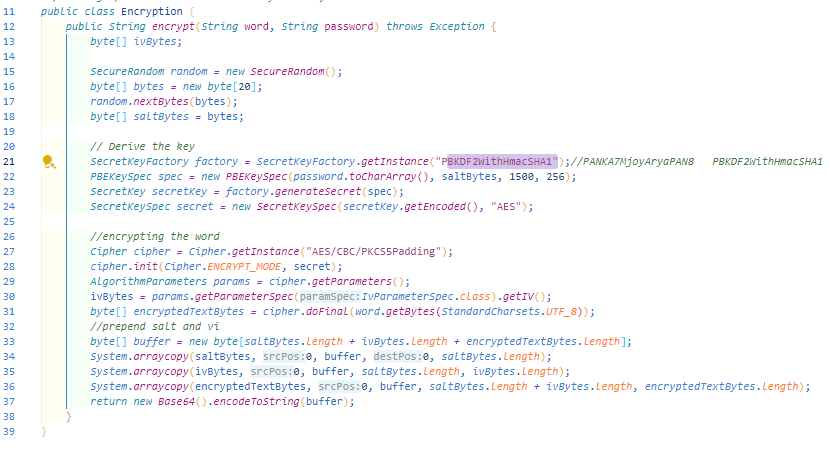 11 public class Encryption {
12 public String encrypt(String word, String password) throws Exception {
13 byte[] ivBytes;
14
15 SecureRandom random = new SecureRandom();
16 byte[] bytes = new byte[20];
17 random.nextBytes(bytes);
18 byte[] saltBytes = bytes;
19
20 // Derive the key
21 SecretKeyFactory factory = SecretKeyFactory.getInstance("PBKDF2WithHmacSHA1");//PANKA7MjoyAryaPAN8 PBKDF2WithHmacSHA1
22 PBEKeySpec spec = new PBEKeySpec(password.toCharArray(), saltBytes, 1500, 256);
23 SecretKey secretKey = factory.generateSecret(spec);
24 SecretKeySpec secret = new SecretKeySpec(secretKey.getEncoded(), "AES");
25
26 //encrypting the word
27 Cipher cipher = Cipher.getInstance("AES/CBC/PKCS5Padding");
28 cipher.init(Cipher.ENCRYPT_MODE, secret);
29 AlgorithmParameters params = cipher.getParameters();
30 ivBytes = params.getParameterSpec(paramSpec:IvParameterSpec.class).getIV();
31 byte[] encryptedTextBytes = cipher.doFinal(word.getBytes(StandardCharsets.UTF_8));
32 //prepend salt and vi
33 byte[] buffer = new byte[saltBytes.length + ivBytes.length + encryptedTextBytes.length];
34 System.arraycopy(saltBytes, srcPos:0, buffer, destPos:0, saltBytes.length);
35 System.arraycopy(ivBytes, srcPos:0, buffer, saltBytes.length, ivBytes.length);
36 System.arraycopy(encryptedTextBytes, srcPos:0, buffer, saltBytes.length + ivBytes.length, encryptedTextBytes.length);
37 return new Base64().encodeToString(buffer);
38 }
39 }